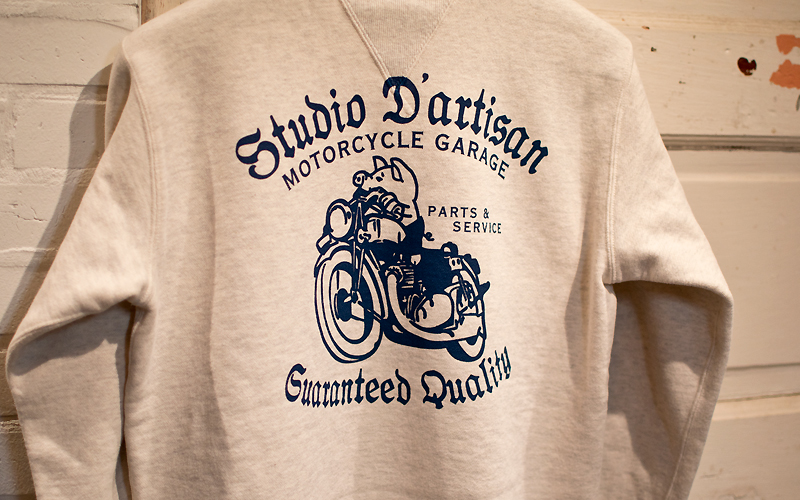 Studio D'artisan
MOTORCYCLE GARAGE
PARTS &
SERVICE
Guaranteed Quality